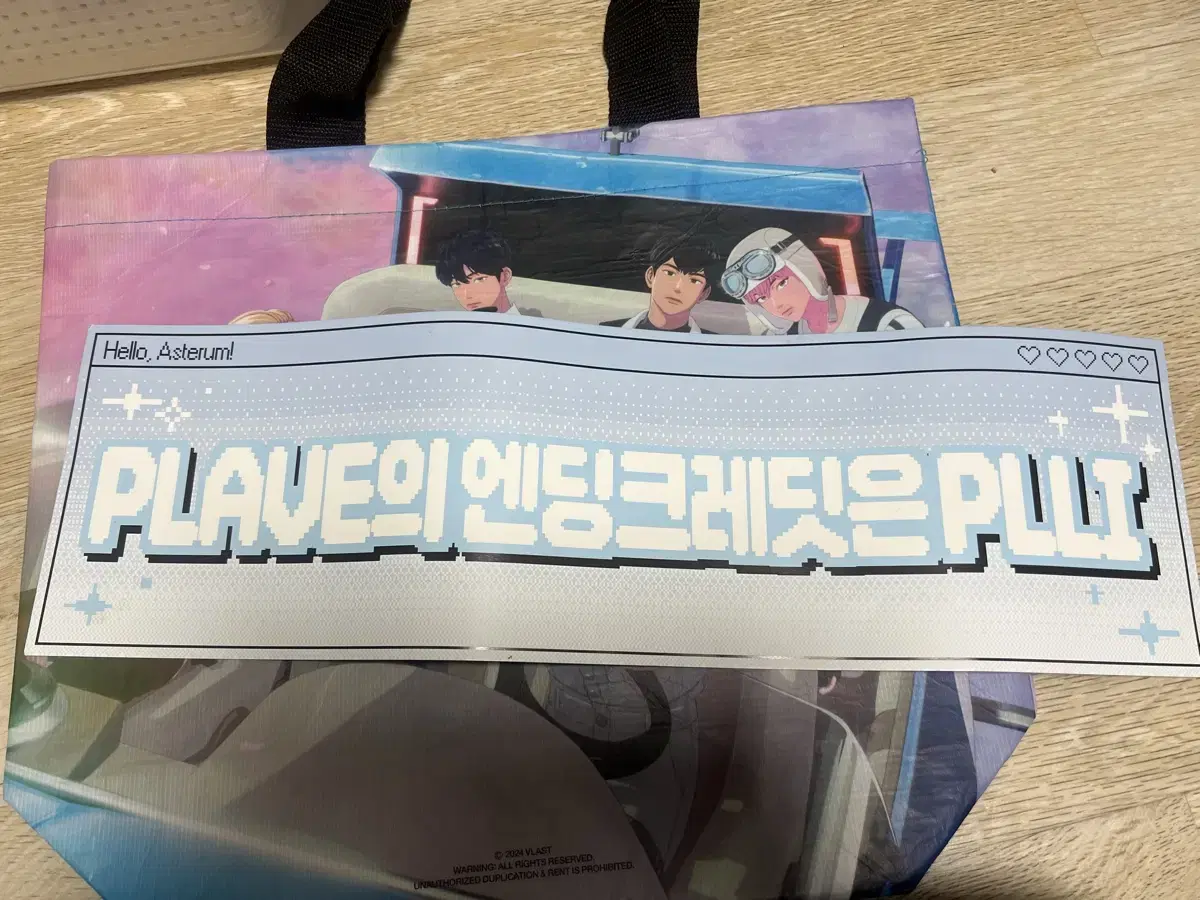 Hello, Asterum!
PLAVE의 엔딩크레딧은 PLLI
© 2024 VLAST
WARNING: ALL RIGHTS RESERVED.
UNAUTHORIZED DUPLICATION & RENT IS PROHIBITED.